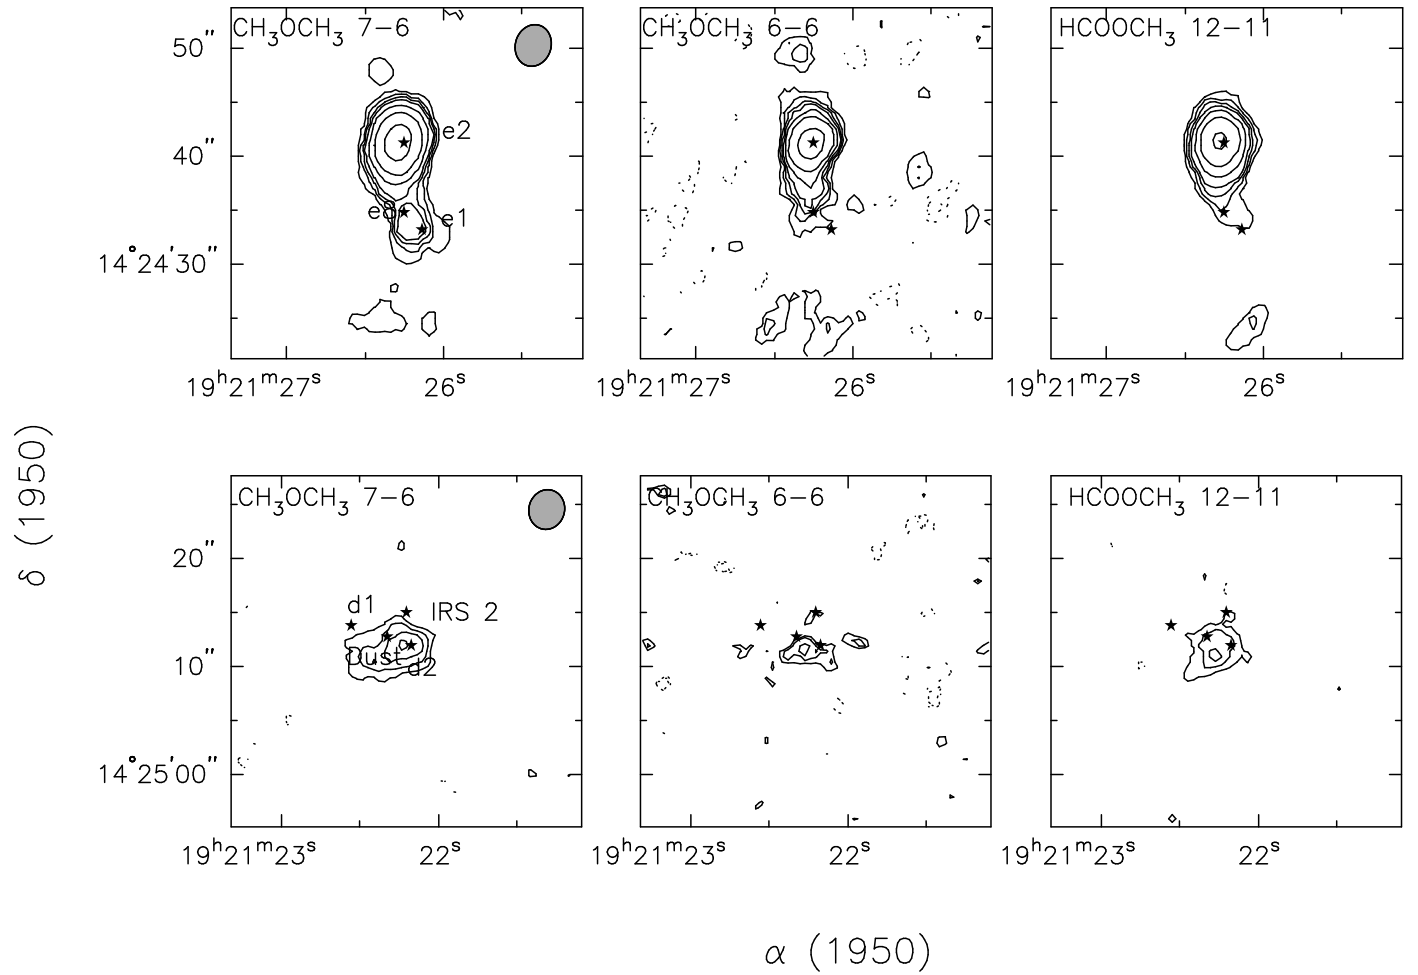 CH₃OCH₃ 7-6
CH₃OCH₃ 6-6
HCOOCH₃ 12-11
50"
40"
14°24'30"
e2
e8
e1
19ʰ21ᵐ27ˢ
26ˢ
19ʰ21ᵐ27ˢ
26ˢ
19ʰ21ᵐ27ˢ
26ˢ
δ (1950)
CH₃OCH₃ 7-6
CH₃OCH₃ 6-6
HCOOCH₃ 12-11
20"
10"
14°25'00"
d1
IRS 2
Dust
d2
19ʰ21ᵐ23ˢ
22ˢ
19ʰ21ᵐ23ˢ
22ˢ
19ʰ21ᵐ23ˢ
22ˢ
α (1950)